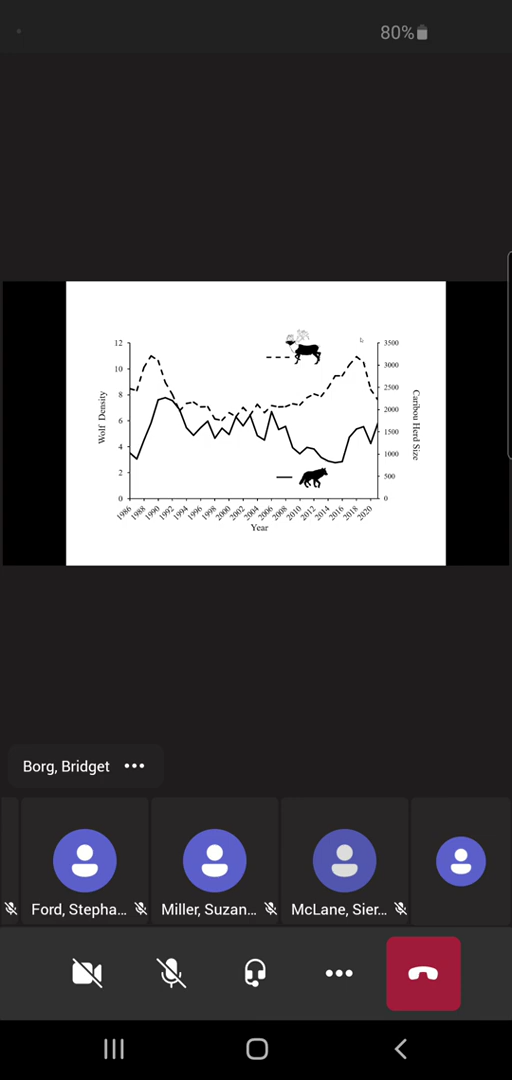 80%
12
10
8
6
4
2
0
Wolf Density
3500
3000
2500
2000
1500
1000
500
0
Caribou Herd Size
1986 1988 1990 1992 1994 1996 1998 2000 2002 2004 2006 2008 2010 2012 2014 2016 2018 2020
Year
Borg, Bridget
Ford, Stepha... Miller, Suzan... McLane, Sier...